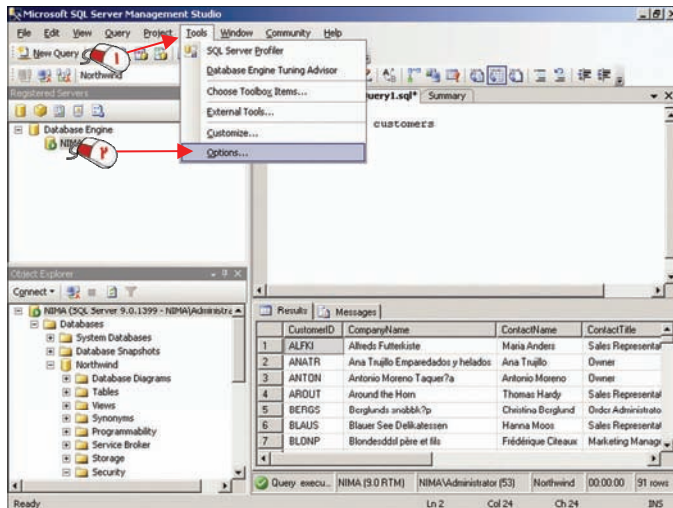 Microsoft SQL Server Management Studio
File Edit View Query Project Tools Window Community Help
New Query
۱
SQL Server Profiler
Database Engine Tuning Advisor
Choose Toolbox Items...
External Tools...
Customize...
Options...
Northwind
Registered Servers
Database Engine
۲
uery1.sql* Summary
customers
Object Explorer
Connect
NIMA (SQL Server 9.0.1399 - NIMA\Administra
Databases
System Databases
Database Snapshots
Northwind
Database Diagrams
Tables
Views
Synonyms
Programmability
Service Broker
Storage
Security
Results Messages
CustomerID CompanyName ContactName ContactTitle
1 ALFKI Alfreds Futterkiste Maria Anders Sales Representat
2 ANATR Ana Trujillo Emparedados y helados Ana Trujillo Owner
3 ANTON Antonio Moreno Taquer?a Antonio Moreno Owner
4 AROUT Around the Horn Thomas Hardy Sales Representat
5 BERGS Berglunds snabbk?p Christina Berglund Order Administrato
6 BLAUS Blauer See Delikatessen Hanna Moos Sales Representat
7 BLONP Blondesddsl père et fils Frédérique Citeaux Marketing Manage
Query execu... NIMA (9.0 RTM) NIMA\Administrator (53) Northwind 00:00:00 91 rows
Ready Ln 2 Col 24 Ch 24 INS